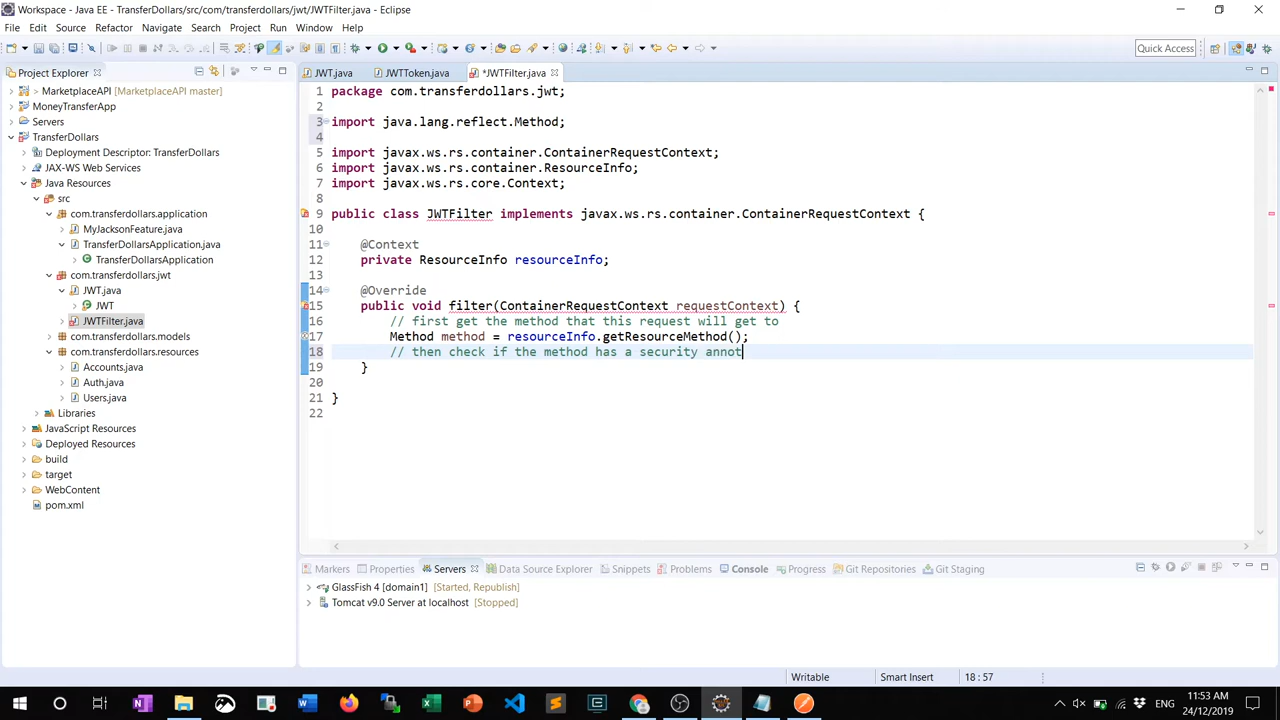 Workspace - Java EE - TransferDollars/src/com/transferdollars/jwt/JWTFilter.java - Eclipse
File Edit Source Refactor Navigate Search Project Run Window Help
Quick Access
Project Explorer
JWT.java JWTToken.java *JWTFilter.java
> MarketplaceAPI [MarketplaceAPI master]
MoneyTransferApp
Servers
TransferDollars
Deployment Descriptor: TransferDollars
JAX-WS Web Services
Java Resources
src
com.transferdollars.application
MyJacksonFeature.java
TransferDollarsApplication.java
TransferDollarsApplication
com.transferdollars.jwt
JWT.java
JWT
JWTFilter.java
com.transferdollars.models
com.transferdollars.resources
Accounts.java
Auth.java
Users.java
Libraries
JavaScript Resources
Deployed Resources
build
target
WebContent
pom.xml
1 package com.transferdollars.jwt;
2
3 import java.lang.reflect.Method;
4
5 import javax.ws.rs.container.ContainerRequestContext;
6 import javax.ws.rs.container.ResourceInfo;
7 import javax.ws.rs.core.Context;
8
9 public class JWTFilter implements javax.ws.rs.container.ContainerRequestContext {
10
11 @Context
12 private ResourceInfo resourceInfo;
13
14 @Override
15 public void filter(ContainerRequestContext requestContext) {
16 // first get the method that this request will get to
17 Method method = resourceInfo.getResourceMethod();
18 // then check if the method has a security annot
19 }
20
21 }
22
Markers Properties Servers Data Source Explorer Snippets Problems Console Progress Git Repositories Git Staging
GlassFish 4 [domain1] [Started, Republish]
Tomcat v9.0 Server at localhost [Stopped]
Writable Smart Insert 18 : 57
ENG
11:53 AM
24/12/2019